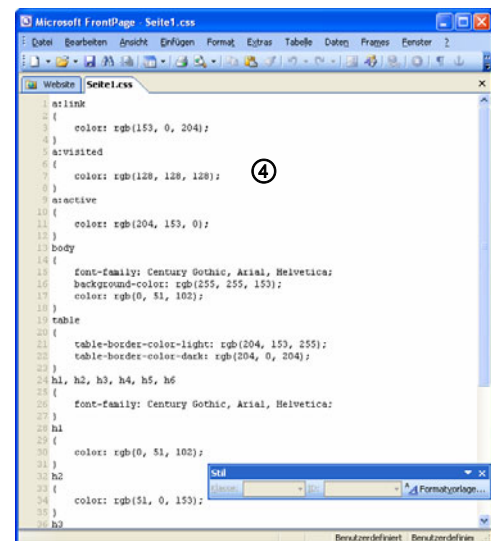 Microsoft FrontPage - Seite1.css
Datei Bearbeiten Ansicht Einfügen Format Extras Tabelle Daten Frames Fenster ?
Website Seite1.css
1 a:link
2 {
3 color: rgb(153, 0, 204);
4 }
5 a:visited
6 {
7 color: rgb(128, 128, 128);
④
8 }
9 a:active
10 {
11 color: rgb(204, 153, 0);
12 }
13 body
14 {
15 font-family: Century Gothic, Arial, Helvetica;
16 background-color: rgb(255, 255, 153);
17 color: rgb(0, 51, 102);
18 }
19 table
20 {
21 table-border-color-light: rgb(204, 153, 255);
22 table-border-color-dark: rgb(204, 0, 204);
23 }
24 h1, h2, h3, h4, h5, h6
25 {
26 font-family: Century Gothic, Arial, Helvetica;
27 }
28 h1
29 {
30 color: rgb(0, 51, 102);
31 }
32 h2
33 {
34 color: rgb(51, 0, 153);
35 }
36 h3
Stil
Klasse: ID: Formatvorlage...
Benutzerdefiniert Benutzerdefinier